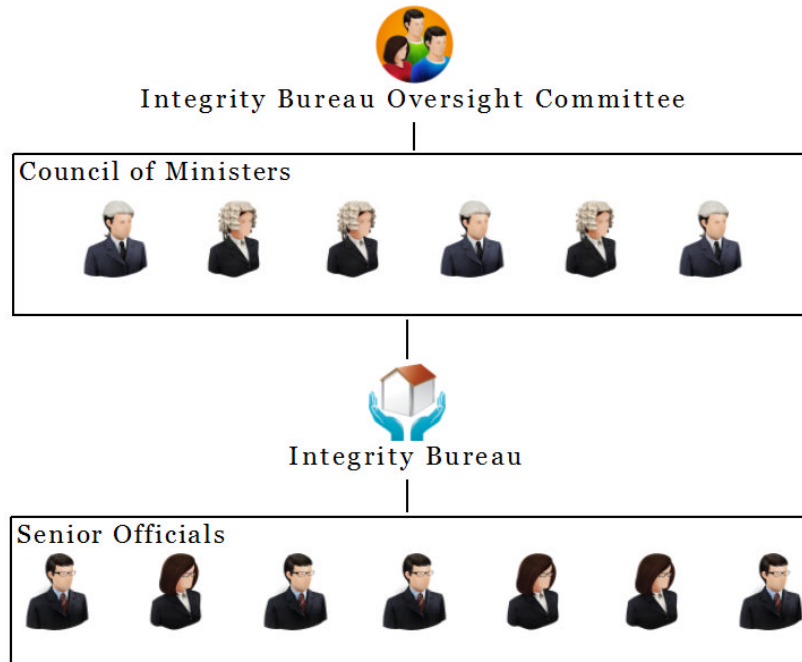 Integrity Bureau Oversight Committee
Council of Ministers
Integrity Bureau
Senior Officials